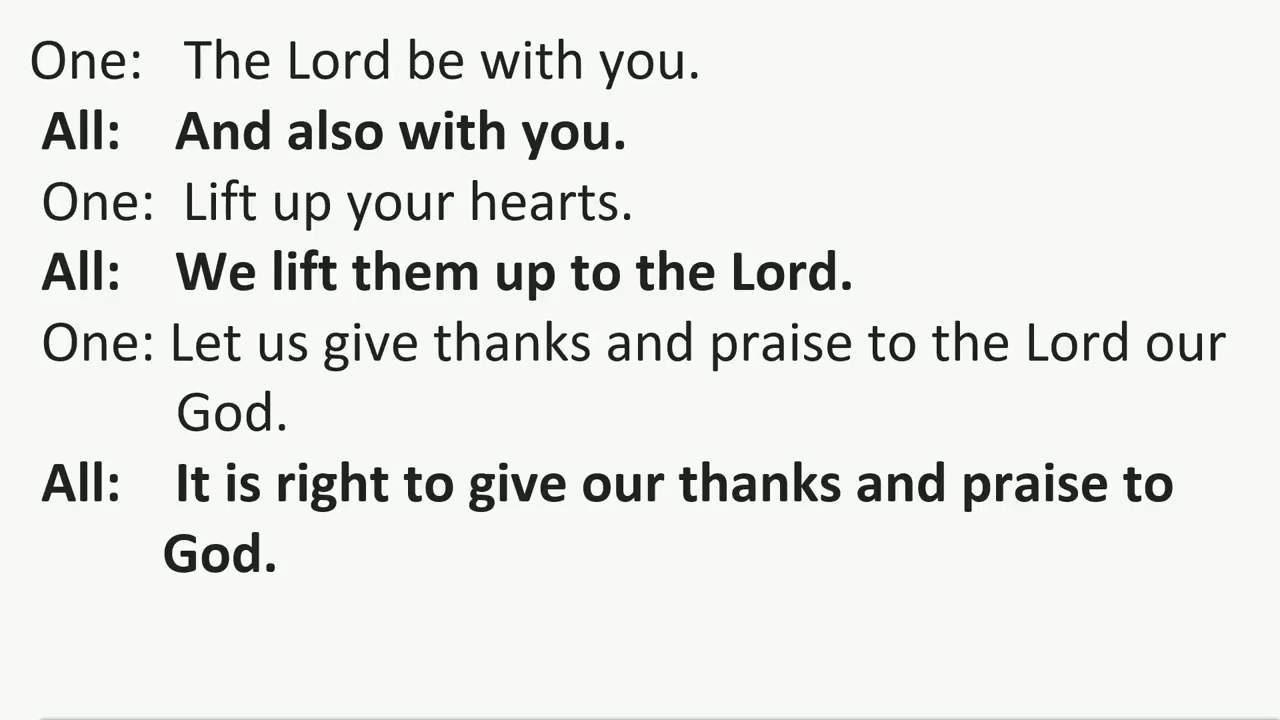 One: The Lord be with you.
All: And also with you.
One: Lift up your hearts.
All: We lift them up to the Lord.
One: Let us give thanks and praise to the Lord our
God.
All: It is right to give our thanks and praise to
God.